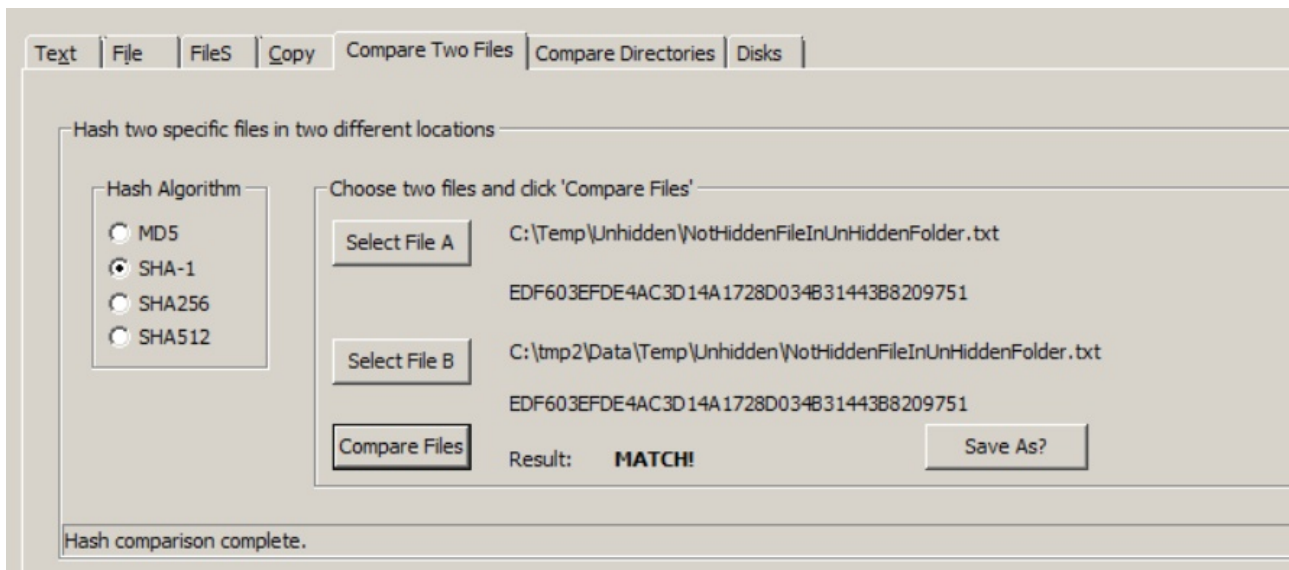 Text File FileS Copy Compare Two Files Compare Directories Disks
Hash two specific files in two different locations
Hash Algorithm
MD5
SHA-1
SHA256
SHA512
Choose two files and click 'Compare Files'
Select File A C:\Temp\Unhidden\NotHiddenFileInUnHiddenFolder.txt
EDF603EFDE4AC3D14A1728D034B31443B8209751
Select File B C:\tmp2\Data\Temp\Unhidden\NotHiddenFileInUnHiddenFolder.txt
EDF603EFDE4AC3D14A1728D034B31443B8209751
Compare Files Result: MATCH! Save As?
Hash comparison complete.